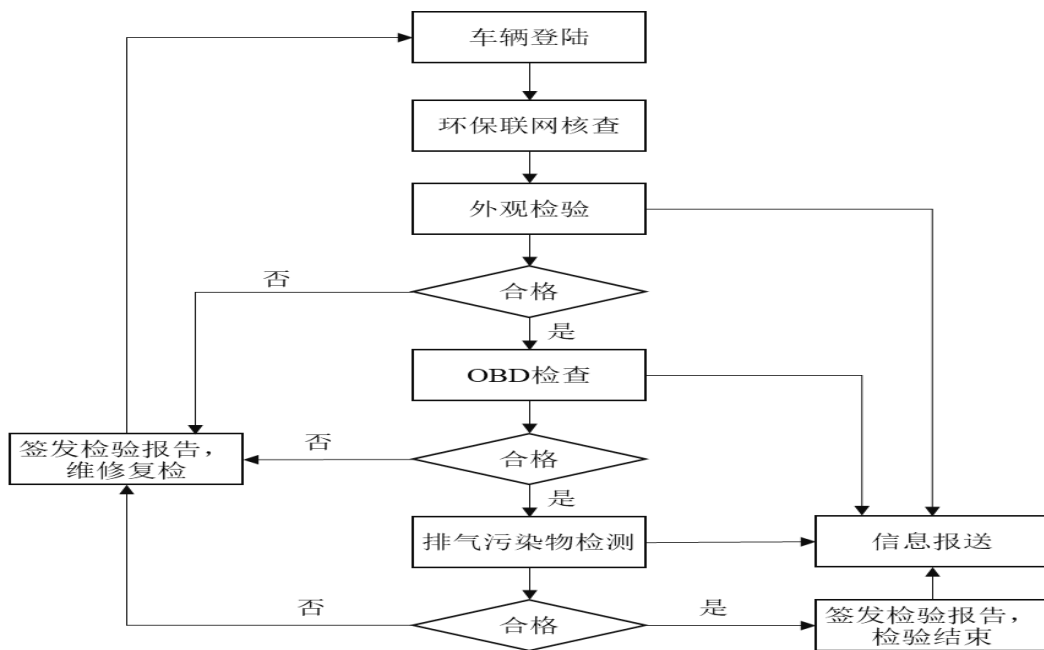 车辆登陆
环保联网核查
外观检验
否
合格
是
OBD检查
签发检验报告，
维修复检
否
合格
是
排气污染物检测
信息报送
否
合格
是
签发检验报告，
检验结束